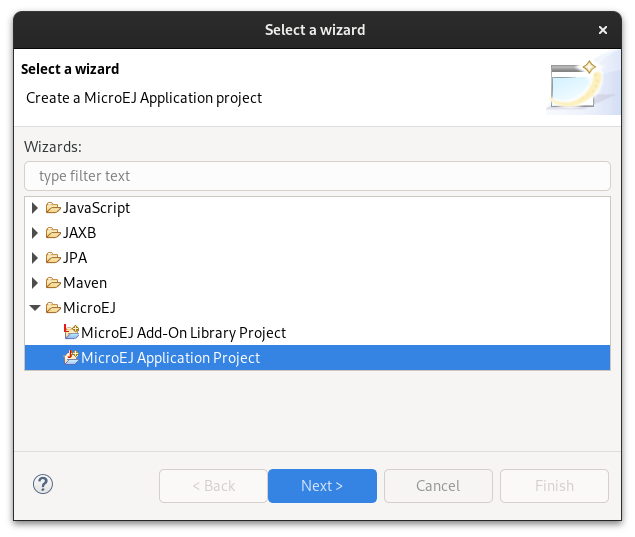 Select a wizard
Select a wizard
Create a MicroEJ Application project
Wizards:
type filter text
JavaScript
JAXB
JPA
Maven
MicroEJ
MicroEJ Add-On Library Project
MicroEJ Application Project
< Back Next > Cancel Finish